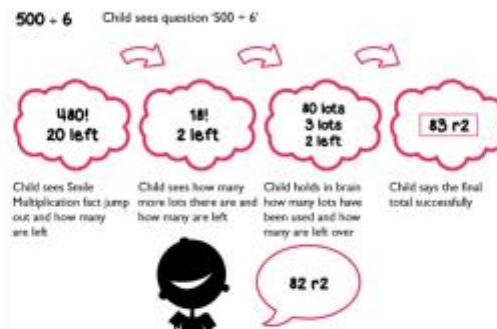 500 ÷ 6 Child sees question '500 ÷ 6'
480!
20 left
18!
2 left
80 lots
3 lots
2 left
83 r2
Child sees Smile
Multiplication fact jump
out and how many
are left
Child sees how many
more lots there are and
how many are left
Child holds in brain
how many lots have
been used and how
many are left over
Child says the final
total successfully
82 r2